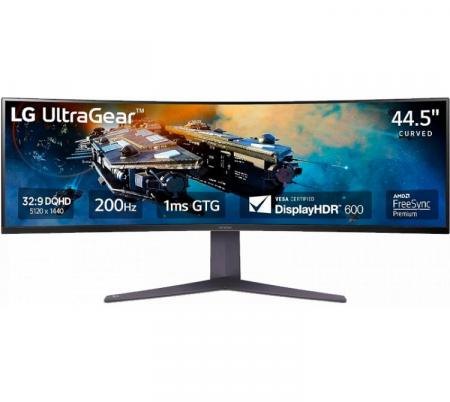 LG UltraGear™
44.5"
CURVED
32:9 DQHD
5120 x 1440
200Hz
1ms GTG
VESA CERTIFIED
DisplayHDR™ 600
AMD
FreeSync
Premium